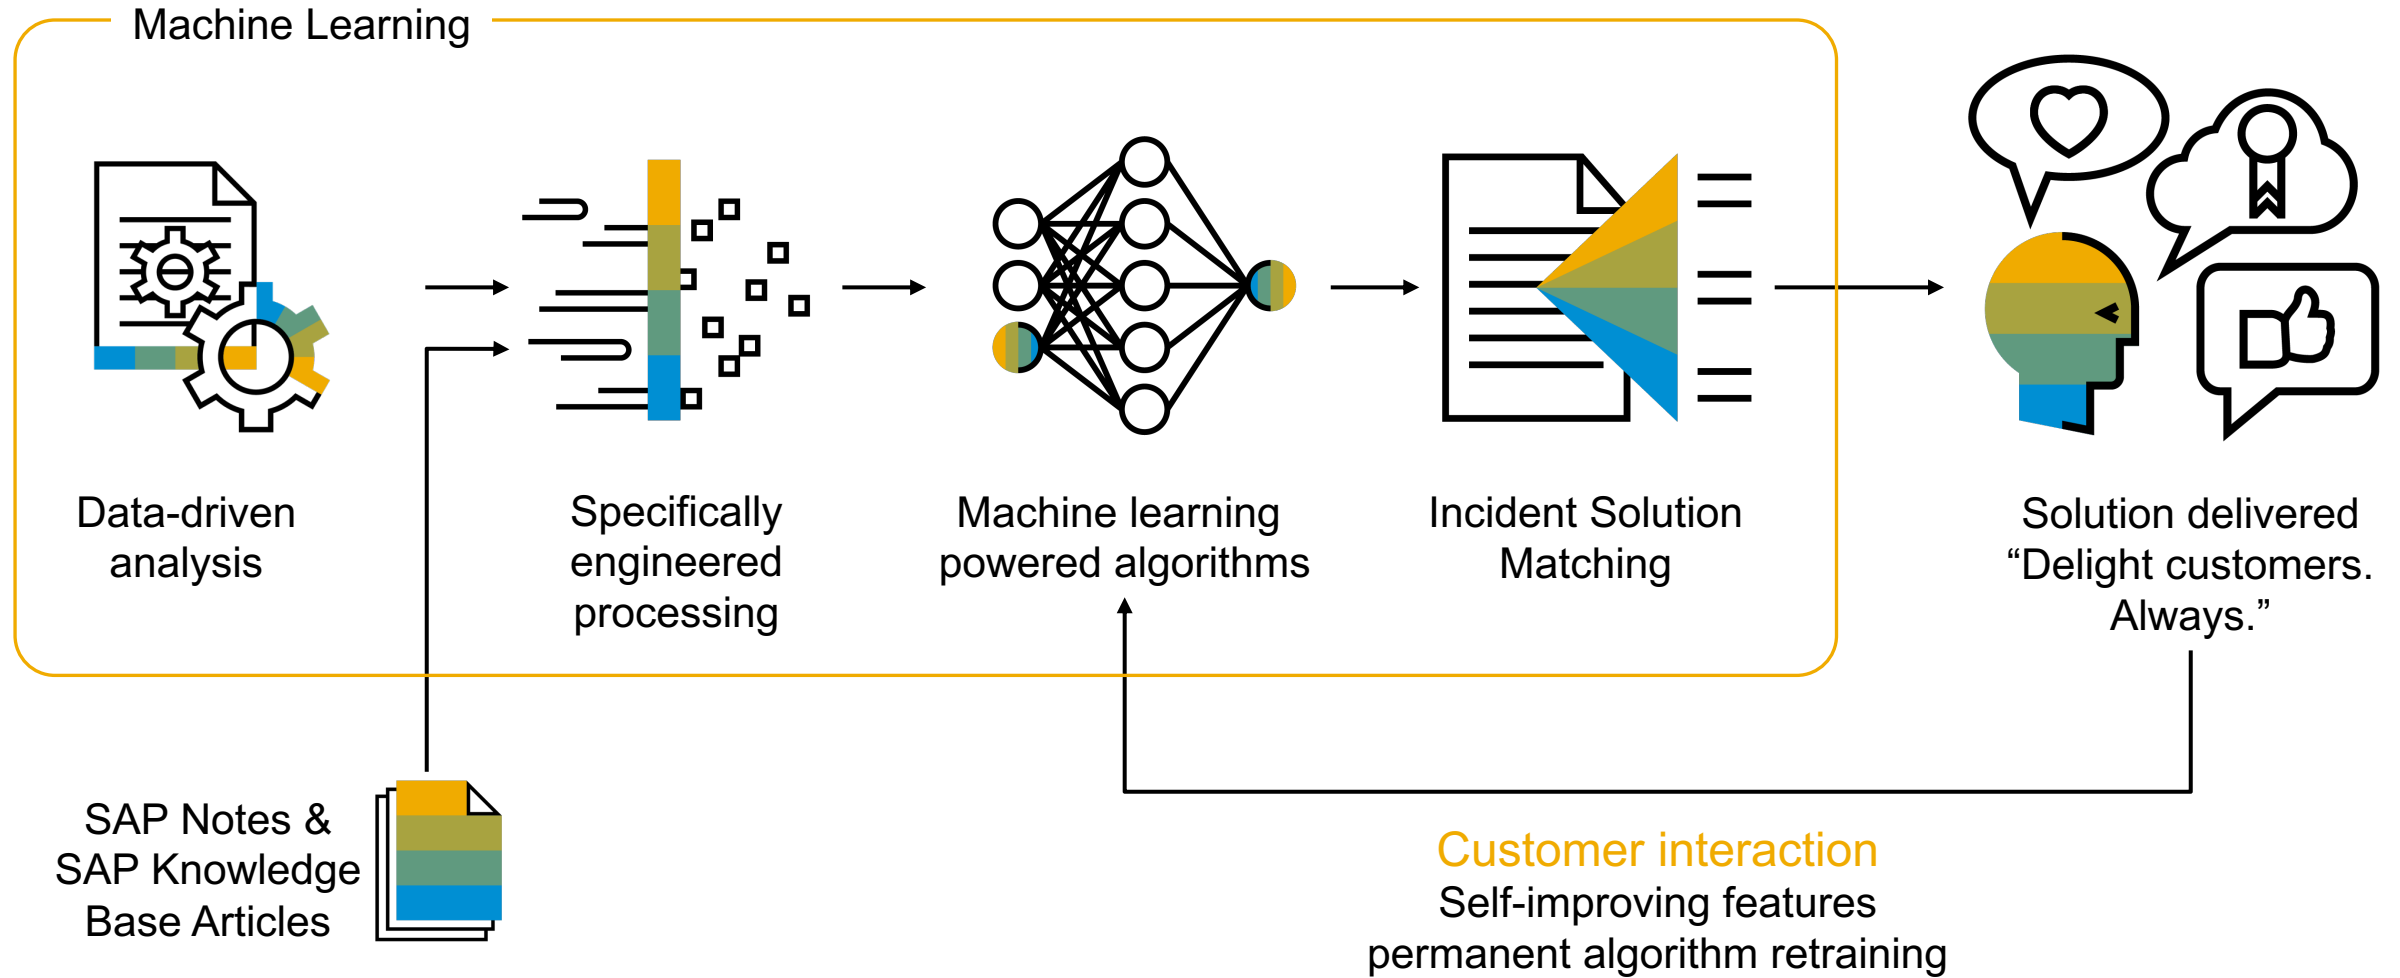 Machine Learning
Data-driven
analysis
Specifically
engineered
processing
Machine learning
powered algorithms
Incident Solution
Matching
Solution delivered
“Delight customers.
Always.”
SAP Notes &
SAP Knowledge
Base Articles
Customer interaction
Self-improving features
permanent algorithm retraining